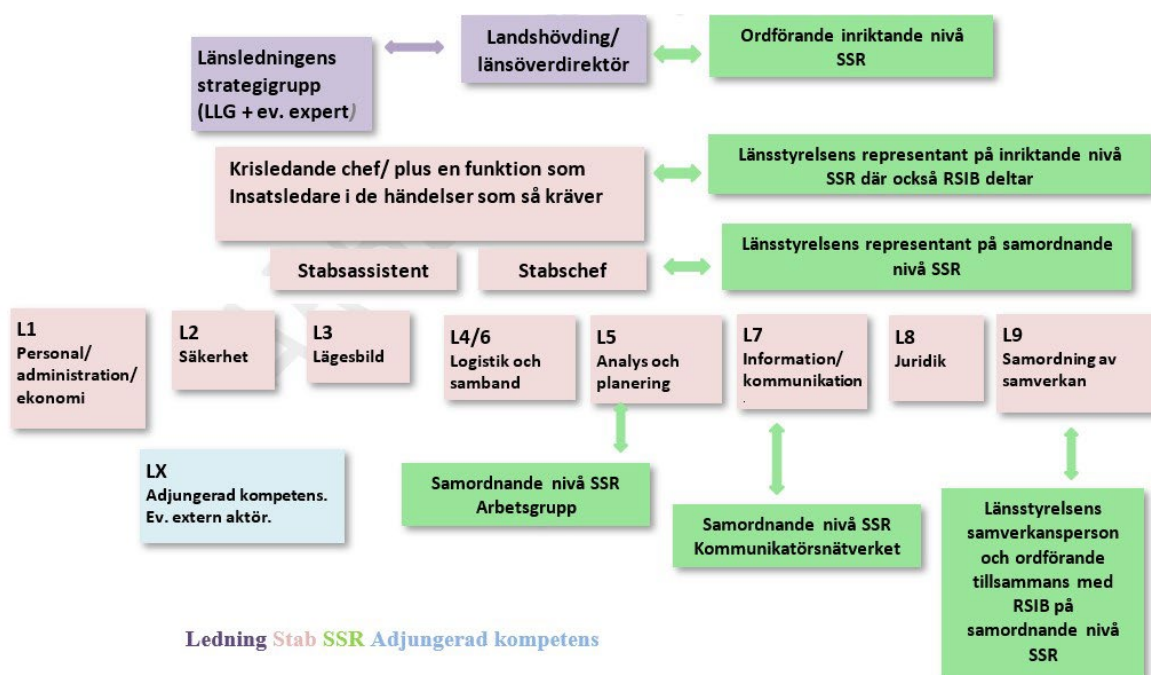 Länsledningens
strategigrupp
(LLG + ev. expert)
Landshövding/
länsöverdirektör
Ordförande inriktande nivå
SSR
Krisledande chef/ plus en funktion som
Insatsledare i de händelser som så kräver
Länsstyrelsens representant på inriktande nivå
SSR där också RSIB deltar
Stabsassistent
Stabschef
Länsstyrelsens representant på samordnande
nivå SSR
L1
Personal/
administration/
ekonomi
L2
Säkerhet
L3
Lägesbild
L4/6
Logistik och
samband
L5
Analys och
planering
L7
Information/
kommunikation
.
L8
Juridik
L9
Samordning av
samverkan
LX
Adjungerad kompetens.
Ev. extern aktör.
Samordnande nivå SSR
Arbetsgrupp
Samordnande nivå SSR
Kommunikatörsnätverket
Länsstyrelsens
samverkansperson
och ordförande
tillsammans med
RSIB på
samordnande nivå
SSR
Ledning Stab SSR Adjungerad kompetens